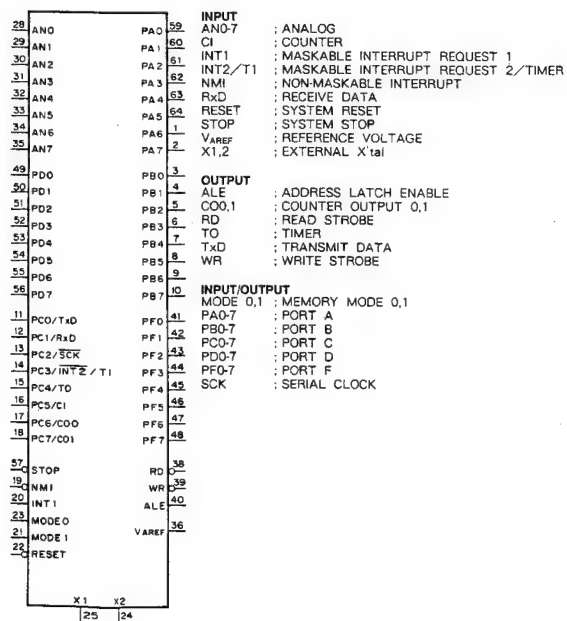 28 AN0 PA0 59
29 AN1 PA1 60
30 AN2 PA2 61
31 AN3 PA3 62
32 AN4 PA4 63
33 AN5 PA5 64
34 AN6 PA6 1
35 AN7 PA7 2
49 PD0 PB0 3
50 PD1 PB1 4
51 PD2 PB2 5
52 PD3 PB3 6
53 PD4 PB4 7
54 PD5 PB5 8
55 PD6 PB6 9
56 PD7 PB7 10
11 PC0/TxD PF0 41
12 PC1/RxD PF1 42
13 PC2/SCK PF2 43
14 PC3/INT2/TI PF3 44
15 PC4/TO PF4 45
16 PC5/CI PF5 46
17 PC6/CO0 PF6 47
18 PC7/CO1 PF7 48
57 STOP RD 38
19 NMI WR 39
20 INT1 ALE 40
23 MODE0
21 MODE1 VAREF 36
22 RESET
X1 X2
25 24
INPUT
AN0-7 ; ANALOG
CI ; COUNTER
INT1 ; MASKABLE INTERRUPT REQUEST 1
INT2/T1 ; MASKABLE INTERRUPT REQUEST 2/TIMER
NMI ; NON-MASKABLE INTERRUPT
RxD ; RECEIVE DATA
RESET ; SYSTEM RESET
STOP ; SYSTEM STOP
VAREF ; REFERENCE VOLTAGE
X1,2 ; EXTERNAL X'tal
OUTPUT
ALE ; ADDRESS LATCH ENABLE
CO0,1 ; COUNTER OUTPUT 0,1
RD ; READ STROBE
TO ; TIMER
TxD ; TRANSMIT DATA
WR ; WRITE STROBE
INPUT/OUTPUT
MODE 0,1 ; MEMORY MODE 0,1
PA0-7 ; PORT A
PB0-7 ; PORT B
PC0-7 ; PORT C
PD0-7 ; PORT D
PF0-7 ; PORT F
SCK ; SERIAL CLOCK